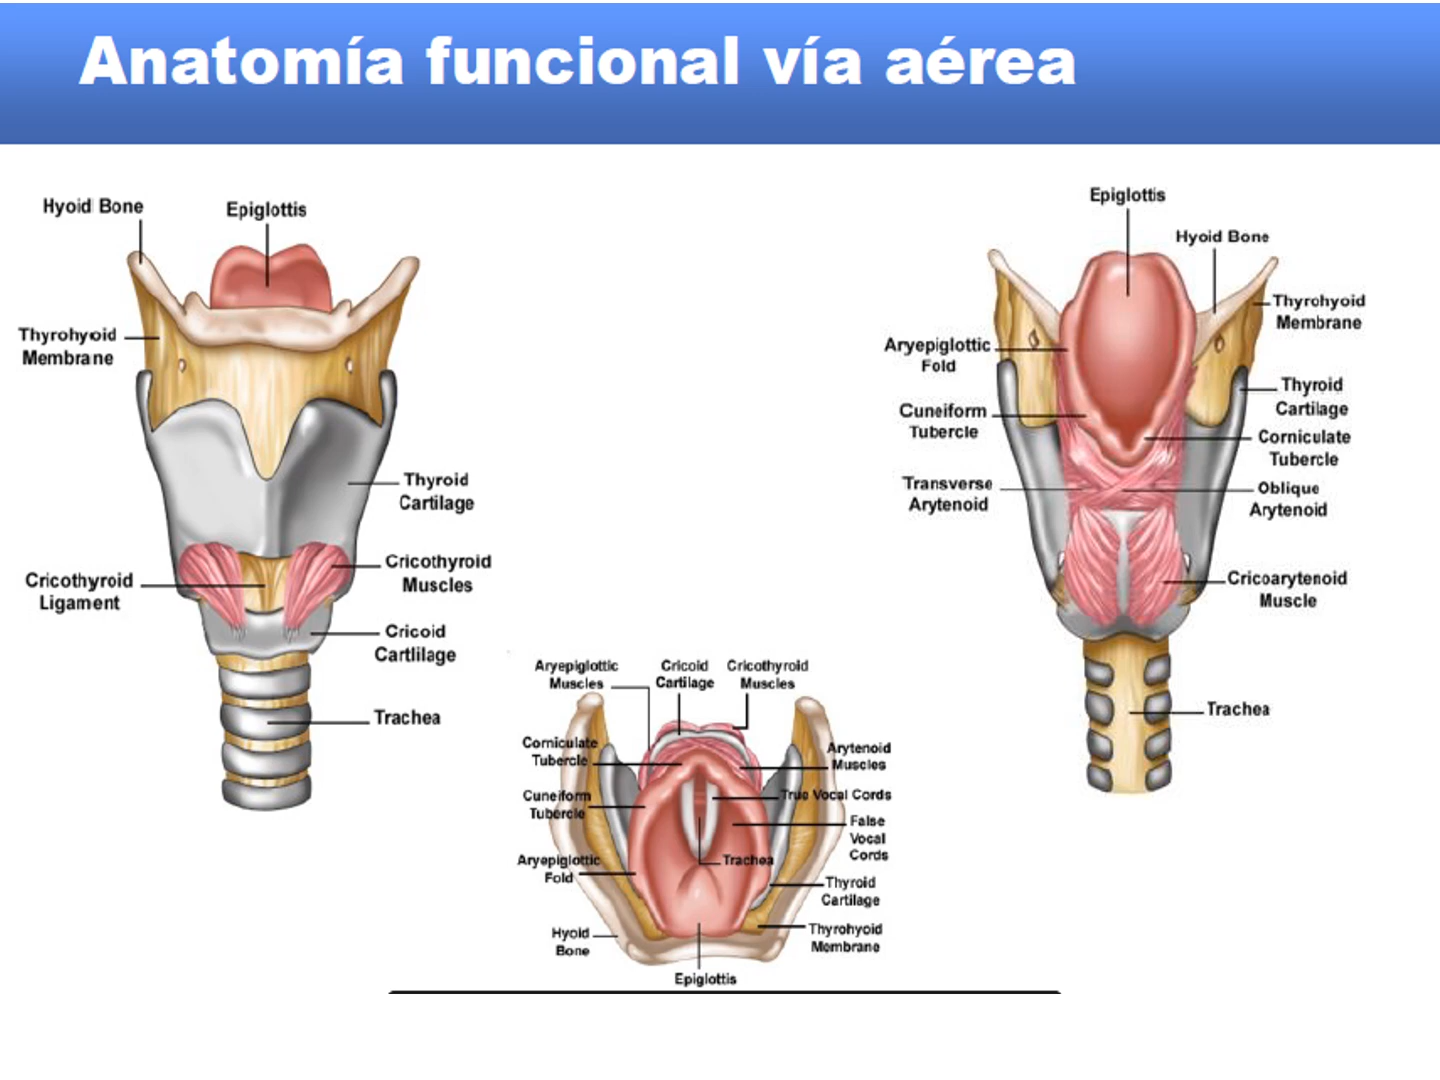 Anatomía funcional vía aérea
Hyoid Bone
Epiglottis
Thyrohyoid
Membrane
Thyroid
Cartilage
Cricothyroid
Muscles
Cricothyroid
Ligament
Cricoid
Cartlilage
Trachea
Aryepiglottic
Muscles
Cricoid
Cartilage
Cricothyroid
Muscles
Corniculate
Tubercle
Arytenoid
Muscles
Cuneiform
Tubercle
True Vocal Cords
False
Vocal
Cords
Aryepiglottic
Fold
Trachea
Thyroid
Cartilage
Hyoid
Bone
Thyrohyoid
Membrane
Epiglottis
Epiglottis
Hyoid Bone
Thyrohyoid
Membrane
Aryepiglottic
Fold
Thyroid
Cartilage
Cuneiform
Tubercle
Corniculate
Tubercle
Transverse
Arytenoid
Oblique
Arytenoid
Cricoarytenoid
Muscle
Trachea